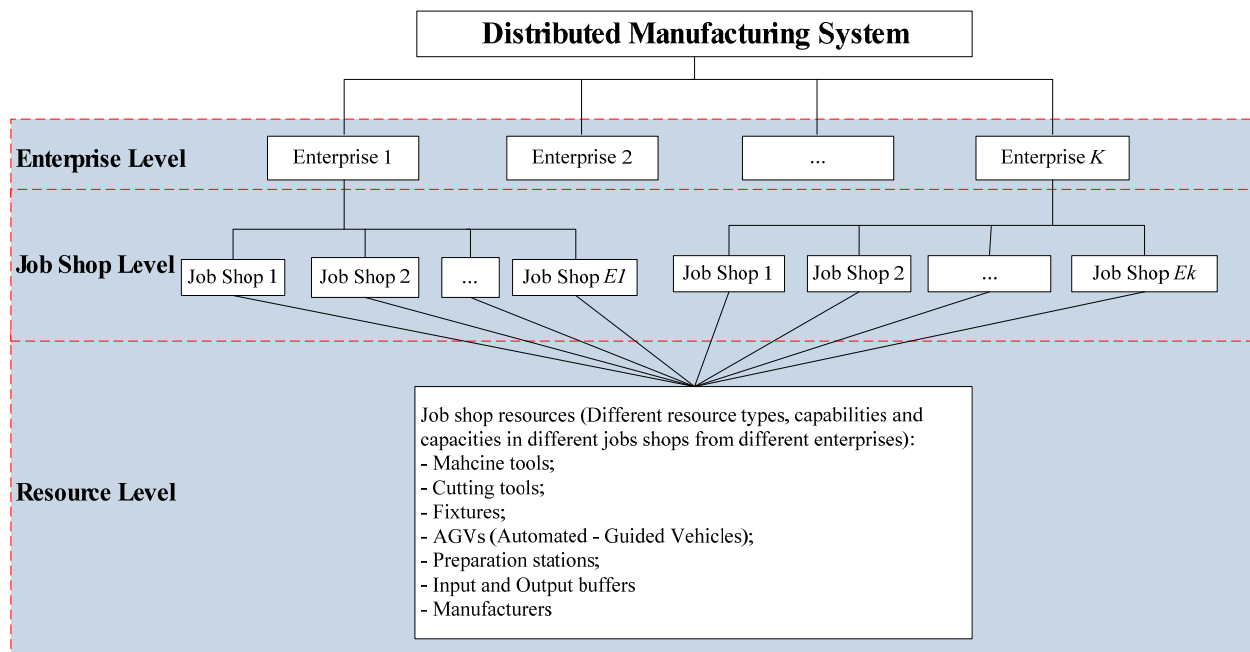 Distributed Manufacturing System
Enterprise Level
Enterprise 1
Enterprise 2
...
Enterprise K
Job Shop Level
Job Shop 1
Job Shop 2
...
Job Shop E1
Job Shop 1
Job Shop 2
...
Job Shop Ek
Resource Level
Job shop resources (Different resource types, capabilities and
capacities in different jobs shops from different enterprises):
- Mahcine tools;
- Cutting tools;
- Fixtures;
- AGVs (Automated - Guided Vehicles);
- Preparation stations;
- Input and Output buffers
- Manufacturers